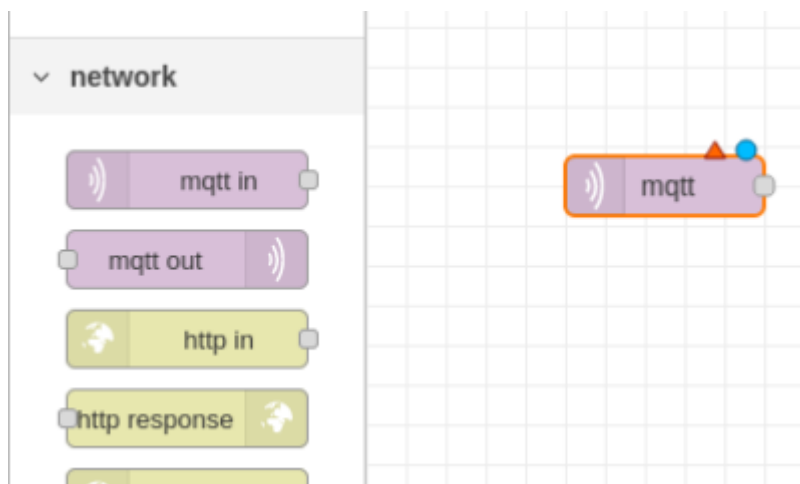 network
mqtt in
mqtt
mqtt out
http in
http response